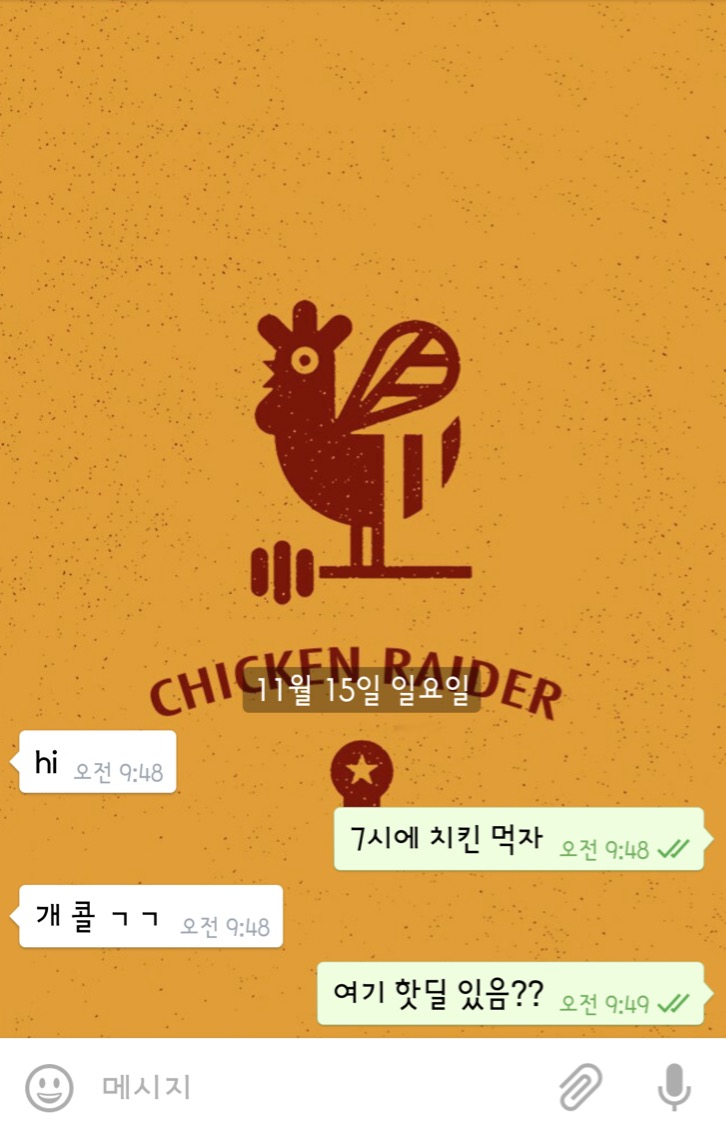 CHICKEN RAIDER
11월 15일 일요일
hi 오전 9:48
7시에 치킨 먹자 오전 9:48
개 콜 ㄱ ㄱ 오전 9:48
여기 핫딜 있음?? 오전 9:49
메시지